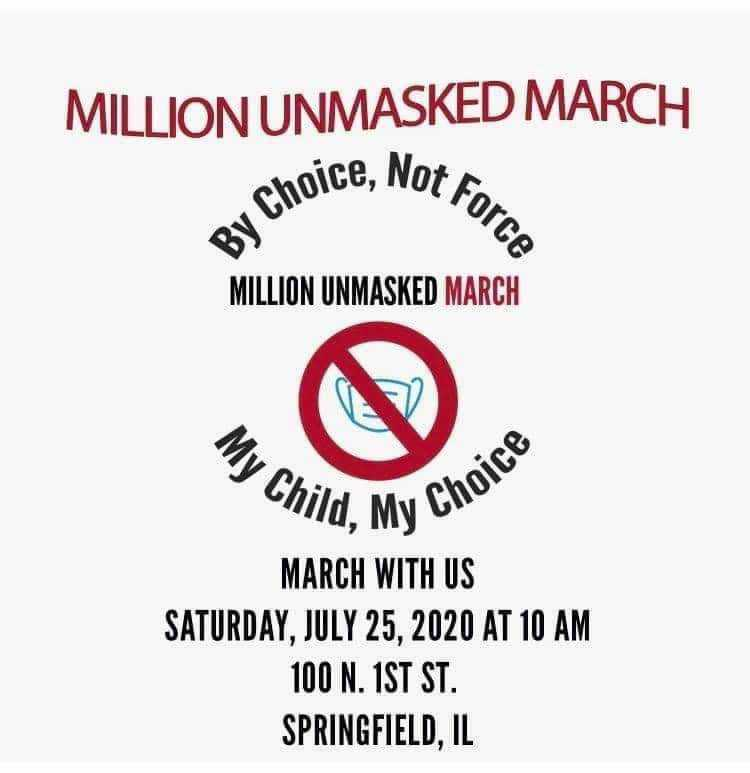 MILLION UNMASKED MARCH
By Choice, Not Force
MILLION UNMASKED MARCH
My Child, My Choice
MARCH WITH US
SATURDAY, JULY 25, 2020 AT 10 AM
100 N. 1ST ST.
SPRINGFIELD, IL